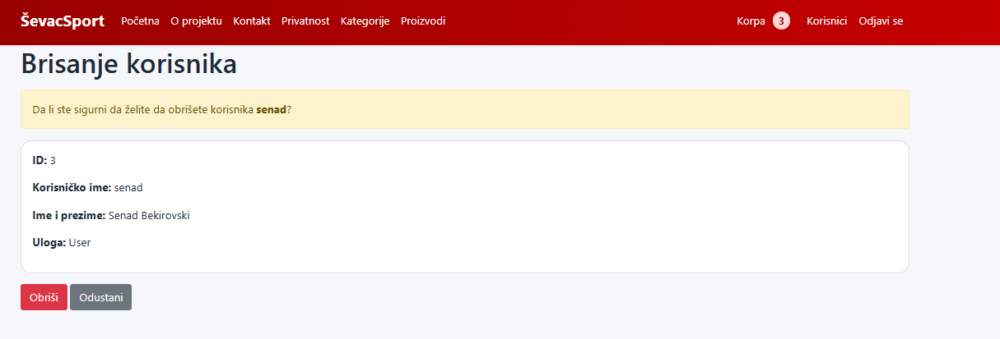 ŠevacSport Početna O projektu Kontakt Privatnost Kategorije Proizvodi Korpa 3 Korisnici Odjavi se
Brisanje korisnika
Da li ste sigurni da želite da obrišete korisnika senad?
ID: 3
Korisničko ime: senad
Ime i prezime: Senad Bekirovski
Uloga: User
Obriši Odustani